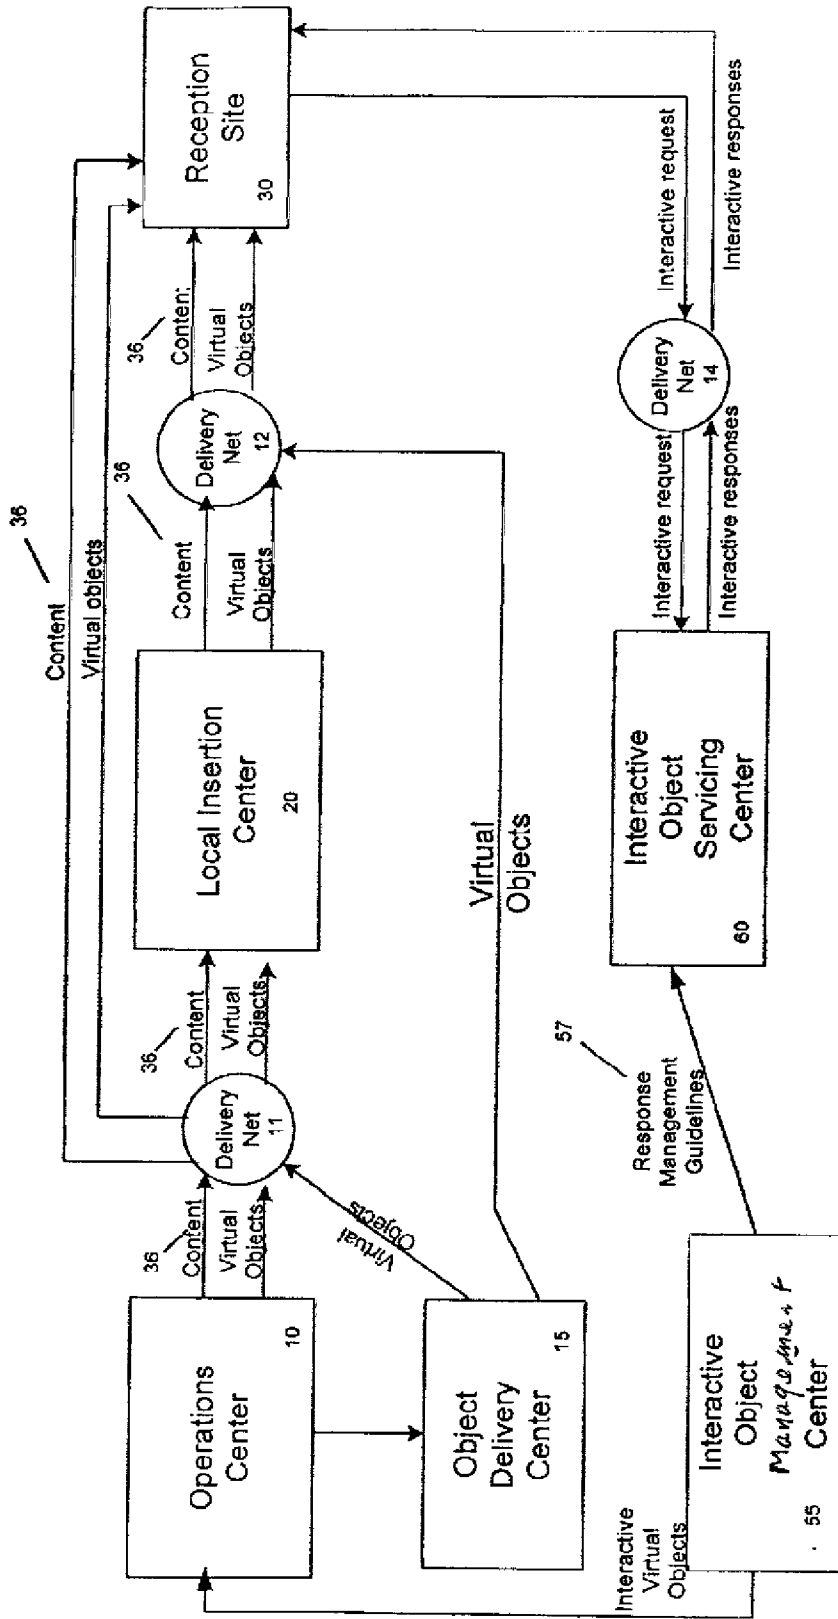 36
Content
Virtual objects
Operations
Center
10
36
Content
Virtual
Objects
Delivery
Net
11
36
Content
Virtual
Objects
Local Insertion
Center
20
36
Content
Virtual
Objects
Delivery
Net
12
36
Content
Virtual
Objects
Reception
Site
30
Object
Delivery
Center
15
Virtual
Objects
Virtual
Objects
Interactive
Virtual
Objects
Interactive
Object
Management
Center
55
57
Response
Management
Guidelines
Interactive
Object
Servicing
Center
60
Interactive request
Interactive responses
Delivery
Net
14
Interactive request
Interactive responses